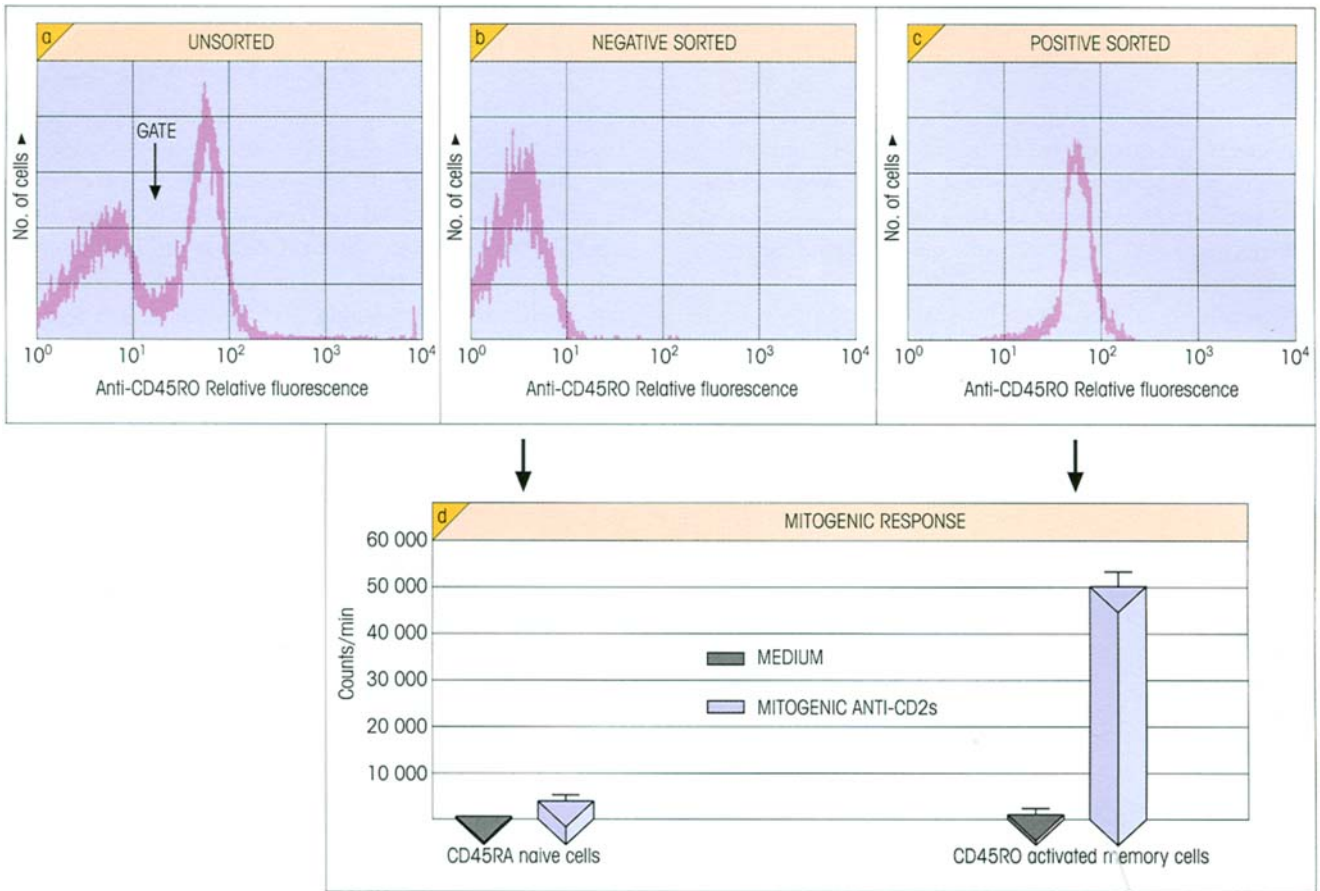 a
UNSORTED
No. of cells ►
GATE
10⁰ 10¹ 10² 10³ 10⁴
Anti-CD45RO Relative fluorescence
b
NEGATIVE SORTED
No. of cells ►
10⁰ 10¹ 10² 10³ 10⁴
Anti-CD45RO Relative fluorescence
c
POSITIVE SORTED
No. of cells ►
10⁰ 10¹ 10² 10³ 10⁴
Anti-CD45RO Relative fluorescence
d
MITOGENIC RESPONSE
Counts/min
60 000
50 000
40 000
30 000
20 000
10 000
MEDIUM
MITOGENIC ANTI-CD2s
CD45RA naive cells
CD45RO activated memory cells